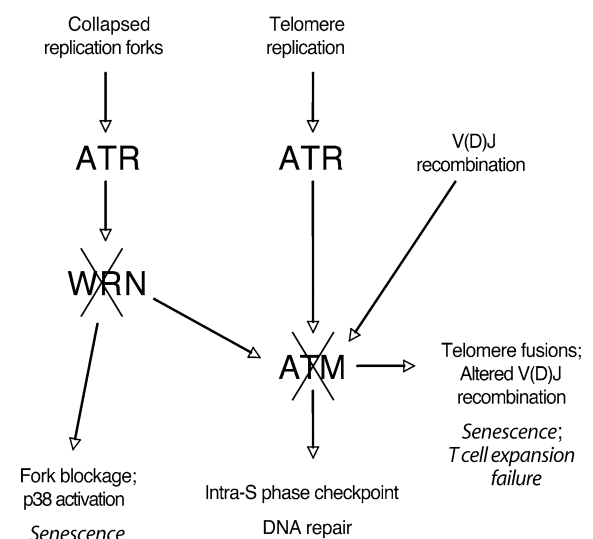 Collapsed
replication forks
Telomere
replication
ATR
ATR
V(D)J
recombination
WRN
ATM
Telomere fusions;
Altered V(D)J
recombination
Senescence;
T cell expansion
failure
Fork blockage;
p38 activation
Senescence
Intra-S phase checkpoint
DNA repair